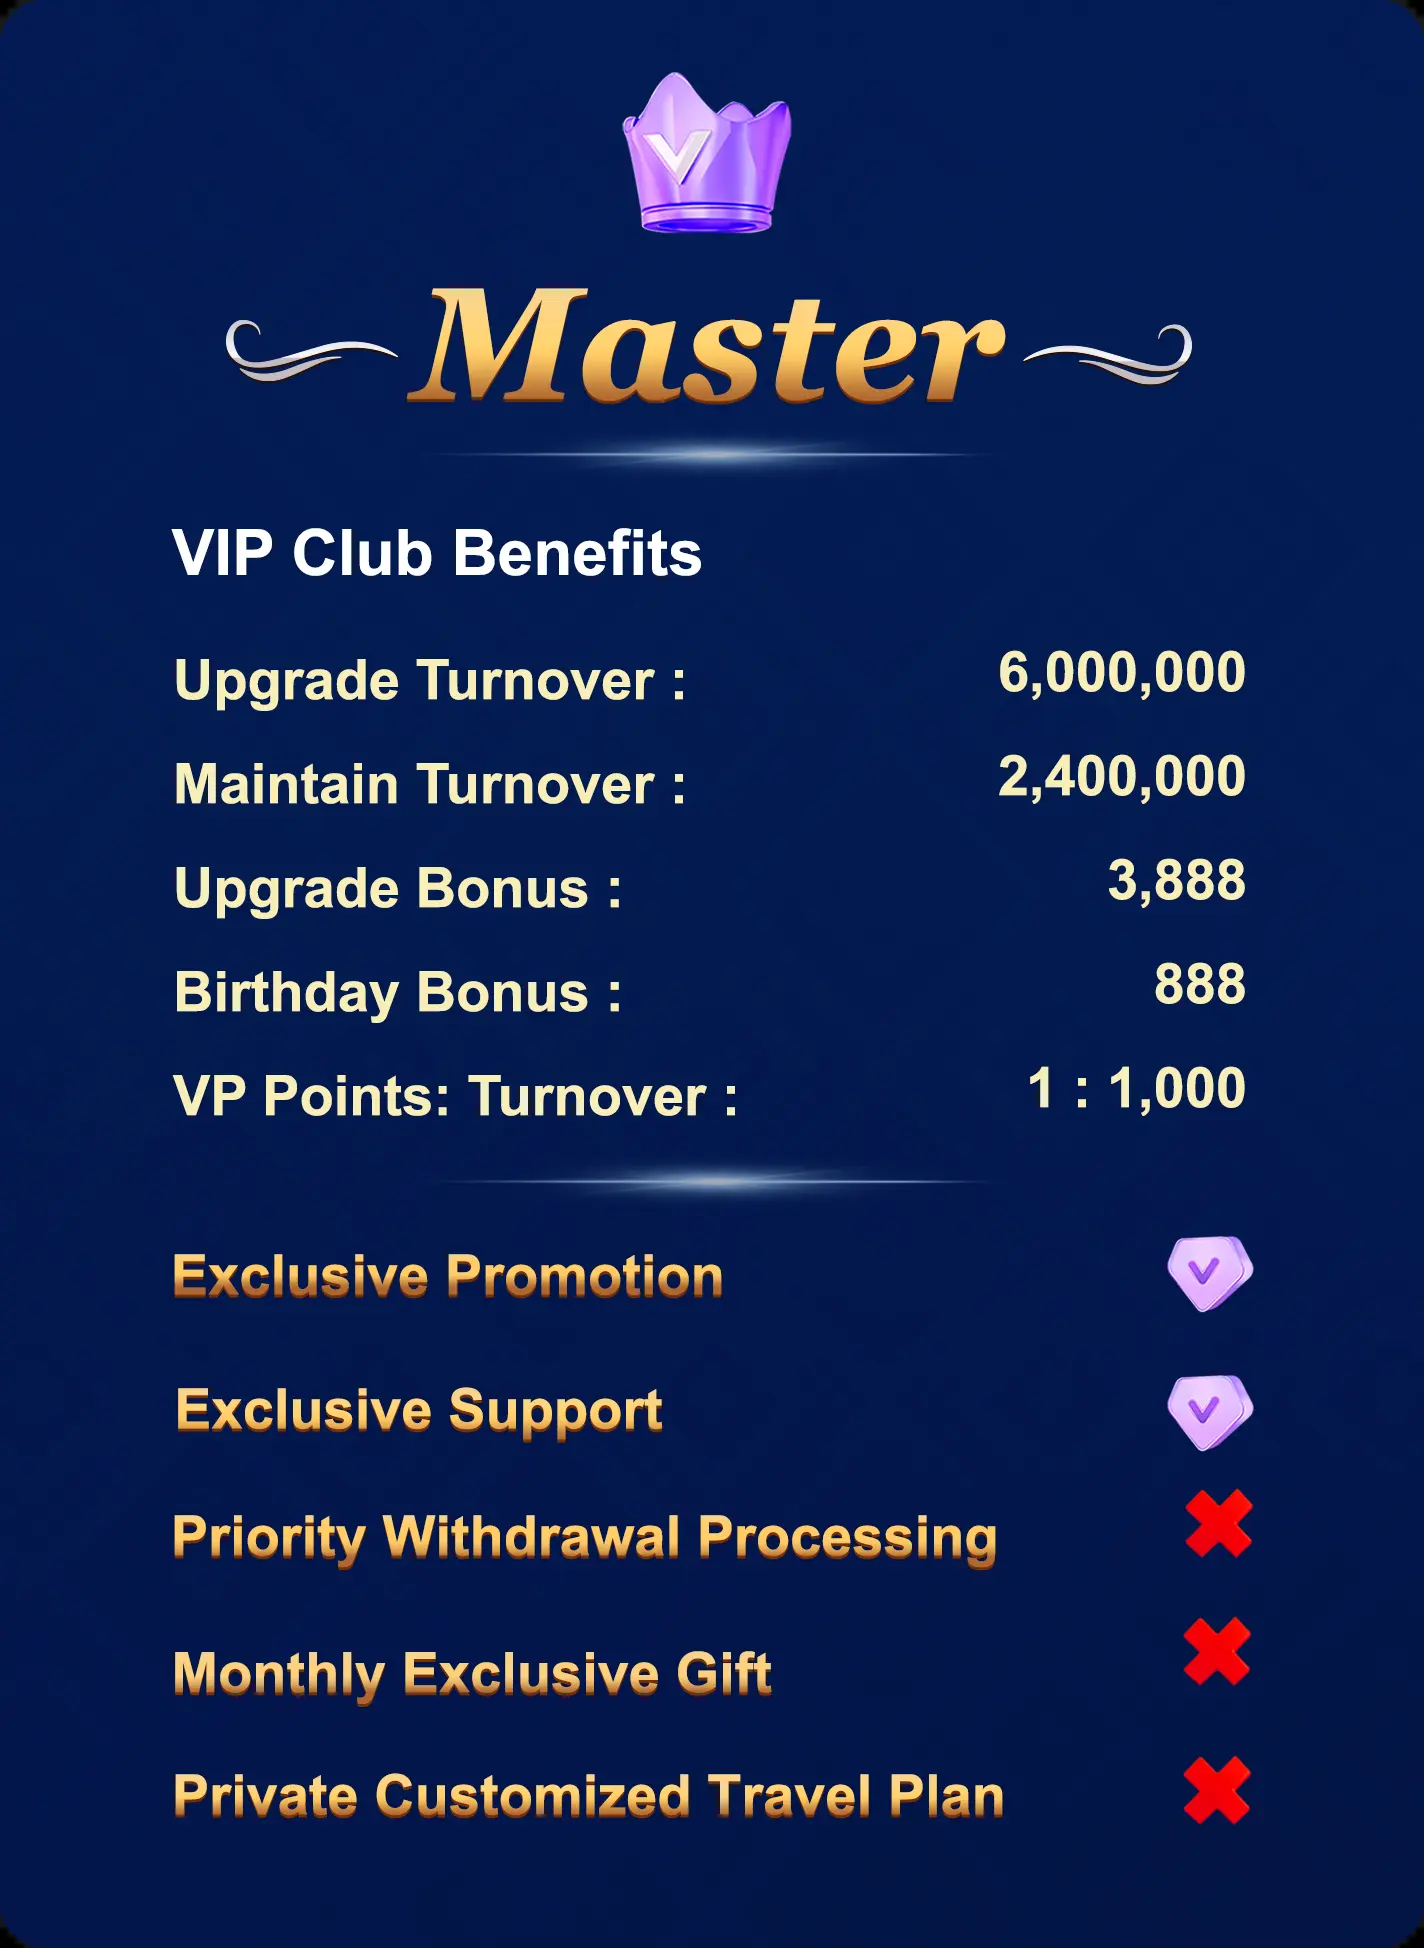 V
Master
VIP Club Benefits
Upgrade Turnover : 6,000,000
Maintain Turnover : 2,400,000
Upgrade Bonus : 3,888
Birthday Bonus : 888
VP Points: Turnover : 1 : 1,000
Exclusive Promotion
Exclusive Support
Priority Withdrawal Processing
Monthly Exclusive Gift
Private Customized Travel Plan